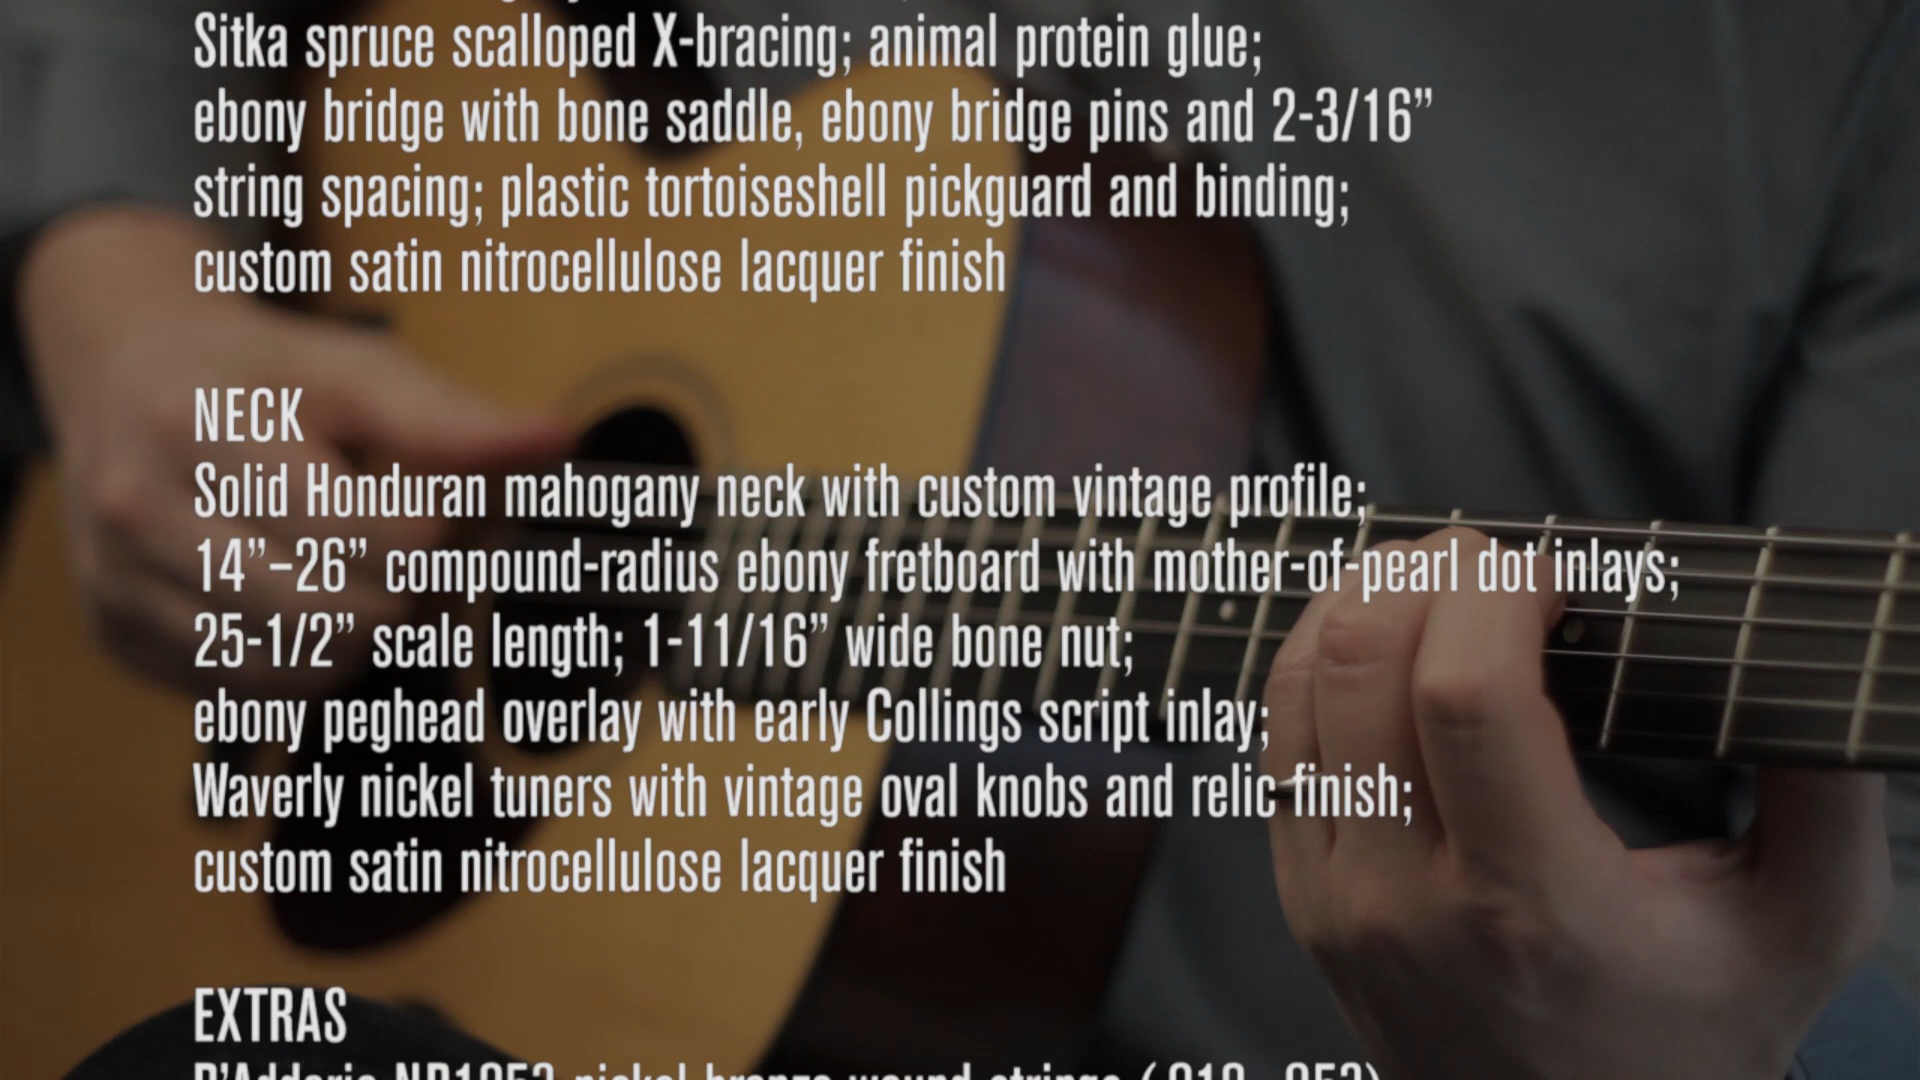 Sitka spruce scalloped X-bracing; animal protein glue;
ebony bridge with bone saddle, ebony bridge pins and 2-3/16”
string spacing; plastic tortoiseshell pickguard and binding;
custom satin nitrocellulose lacquer finish
NECK
Solid Honduran mahogany neck with custom vintage profile;
14”–26” compound-radius ebony fretboard with mother-of-pearl dot inlays;
25-1/2” scale length; 1-11/16” wide bone nut;
ebony peghead overlay with early Collings script inlay;
Waverly nickel tuners with vintage oval knobs and relic finish;
custom satin nitrocellulose lacquer finish
EXTRAS
nickel bronze wound strings